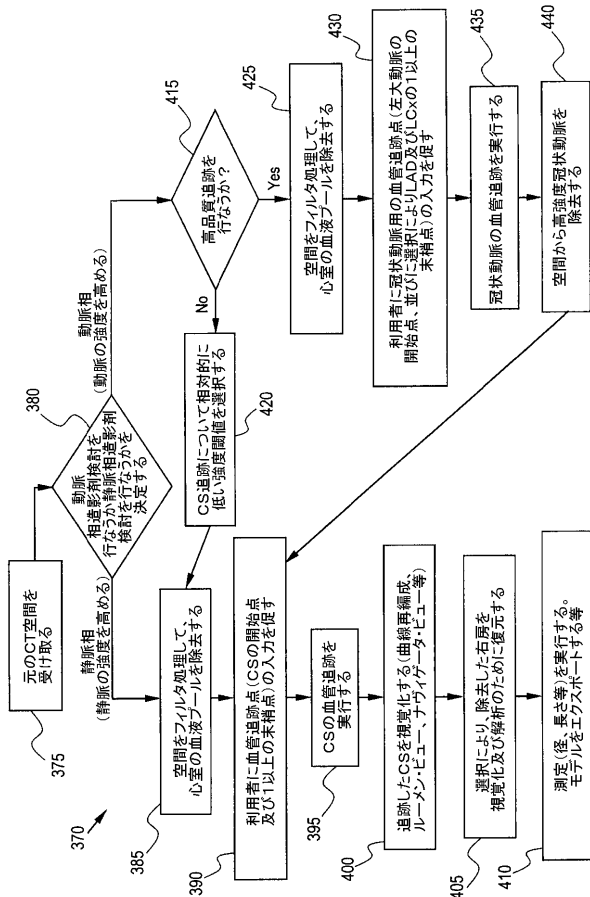 370
元のCT空間を
受け取る
375
動脈
相造影剤検討を
行なうか静脈相造影剤
検討を行なうかを
決定する
380
静脈相
(静脈の強度を高める)
動脈相
(動脈の強度を高める)
空間をフィルタ処理して、
心室の血液プールを除去する
385
利用者に血管追跡点(CSの開始点
及び1以上の末梢点)の入力を促す
390
CSの血管追跡を
実行する
395
追跡したCSを視覚化する(曲線再編成、
ルーメン・ビュー、ナヴィゲータ・ビュー等)
400
選択により、除去した右房を
視覚化及び解析のために復元する
405
測定(径、長さ等)を実行する。
モデルをエクスポートする等
410
高品質追跡を
行なうか?
415
No
Yes
CS追跡について相対的に
低い強度閾値を選択する
420
空間をフィルタ処理して、
心室の血液プールを除去する
425
利用者に冠状動脈用の血管追跡点(左大動脈の
開始点、並びに選択によりLAD及びLCxの1以上の
末梢点)の入力を促す
430
冠状動脈の血管追跡を実行する
435
空間から高強度冠状動脈を
除去する
440